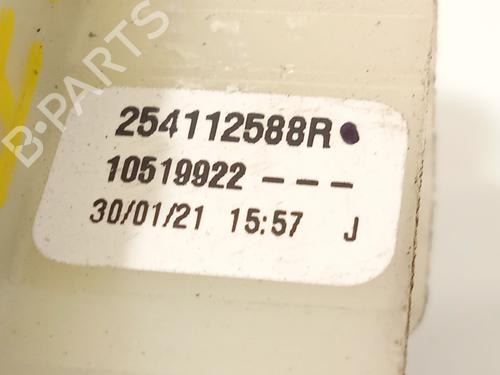 B-PARTS
254112588R
10519922 ---
30/01/21 15:57 J